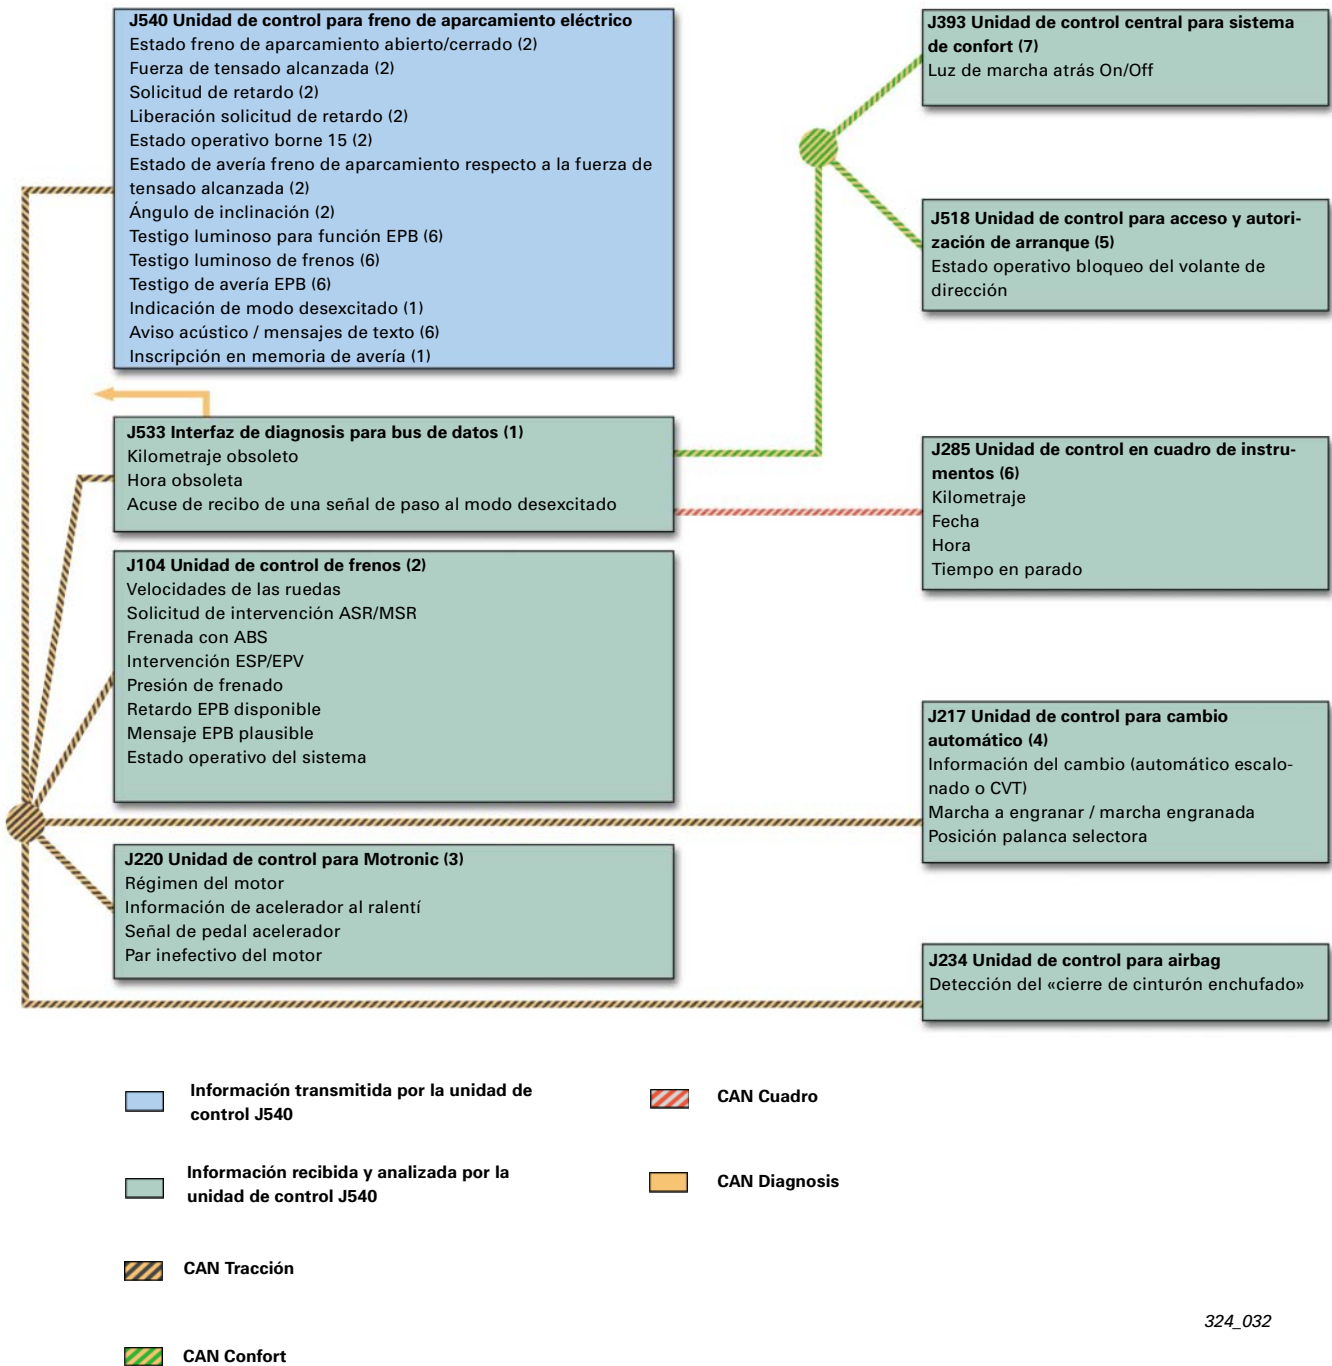 J540 Unidad de control para freno de aparcamiento eléctrico
Estado freno de aparcamiento abierto/cerrado (2)
Fuerza de tensado alcanzada (2)
Solicitud de retardo (2)
Liberación solicitud de retardo (2)
Estado operativo borne 15 (2)
Estado de avería freno de aparcamiento respecto a la fuerza de
tensado alcanzada (2)
Ángulo de inclinación (2)
Testigo luminoso para función EPB (6)
Testigo luminoso de frenos (6)
Testigo de avería EPB (6)
Indicación de modo desexcitado (1)
Aviso acústico / mensajes de texto (6)
Inscripción en memoria de avería (1)
J393 Unidad de control central para sistema
de confort (7)
Luz de marcha atrás On/Off
J518 Unidad de control para acceso y autori-
zación de arranque (5)
Estado operativo bloqueo del volante de
dirección
J533 Interfaz de diagnosis para bus de datos (1)
Kilometraje obsoleto
Hora obsoleta
Acuse de recibo de una señal de paso al modo desexcitado
J285 Unidad de control en cuadro de instru-
mentos (6)
Kilometraje
Fecha
Hora
Tiempo en parado
J104 Unidad de control de frenos (2)
Velocidades de las ruedas
Solicitud de intervención ASR/MSR
Frenada con ABS
Intervención ESP/EPV
Presión de frenado
Retardo EPB disponible
Mensaje EPB plausible
Estado operativo del sistema
J217 Unidad de control para cambio
automático (4)
Información del cambio (automático escalo-
nado o CVT)
Marcha a engranar / marcha engranada
Posición palanca selectora
J220 Unidad de control para Motronic (3)
Régimen del motor
Información de acelerador al ralentí
Señal de pedal acelerador
Par inefectivo del motor
J234 Unidad de control para airbag
Detección del «cierre de cinturón enchufado»
Información transmitida por la unidad de
control J540
CAN Cuadro
Información recibida y analizada por la
unidad de control J540
CAN Diagnosis
CAN Tracción
324_032
CAN Confort